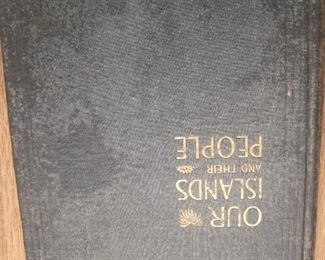 OUR
ISLANDS
AND THEIR
PEOPLE